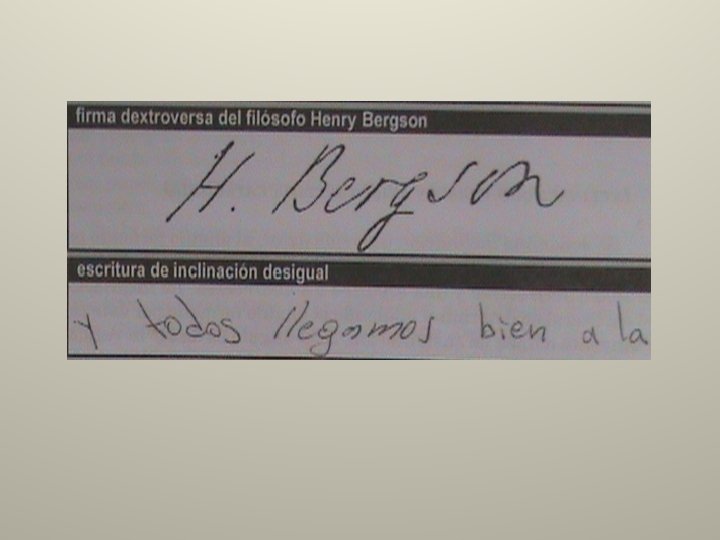 firma dextroversa del filósofo Henry Bergson
H. Bergson
escritura de inclinación desigual
y todos llegamos bien a la